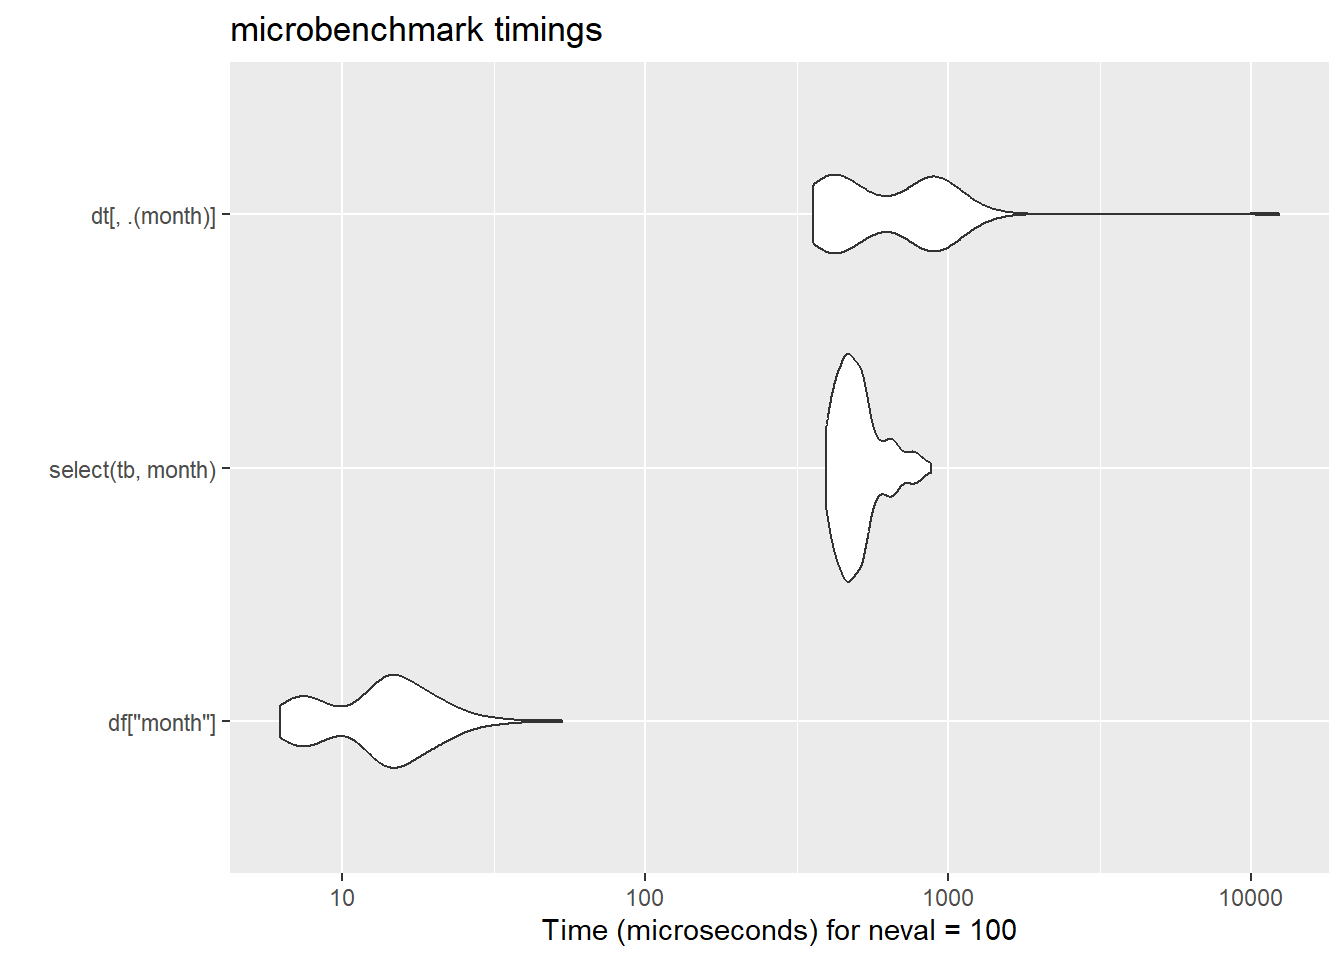 microbenchmark timings
dt[, .(month)]
select(tb, month)
df["month"]
10 100 1000 10000
Time (microseconds) for neval = 100